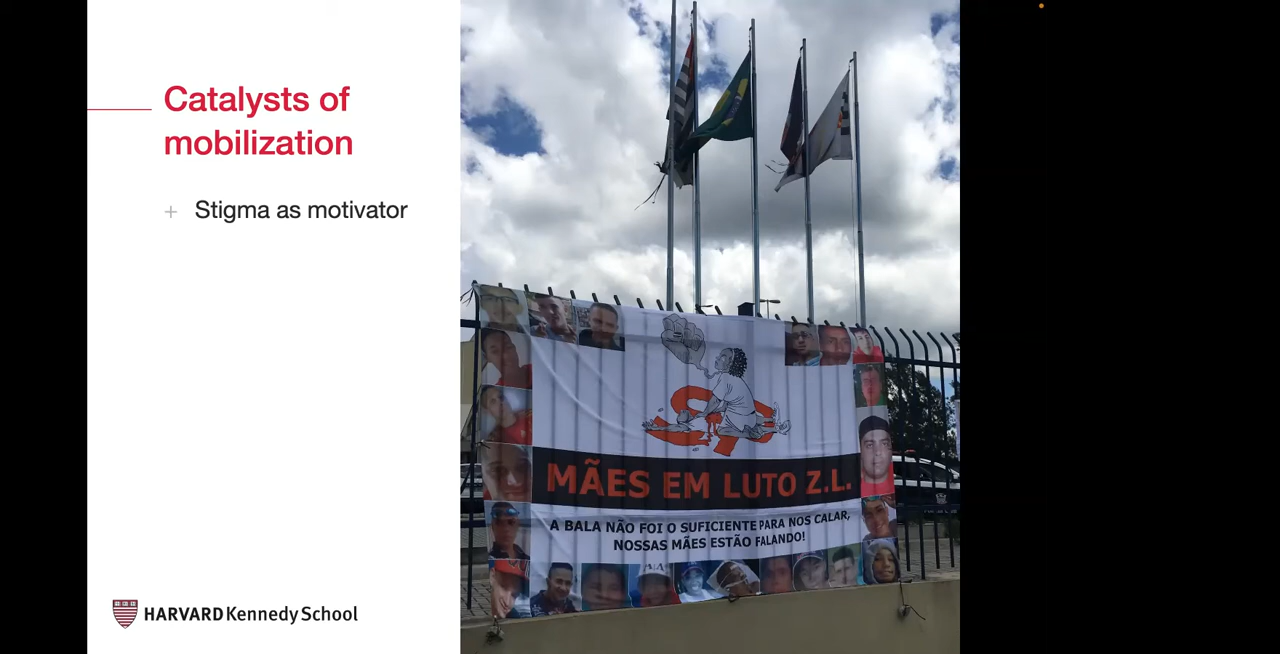 Catalysts of
mobilization
+ Stigma as motivator
HARVARD Kennedy School
MÃES EM LUTO Z.L.
A BALA NÃO FOI O SUFICIENTE PARA NOS CALAR,
NOSSAS MÃES ESTÃO FALANDO!